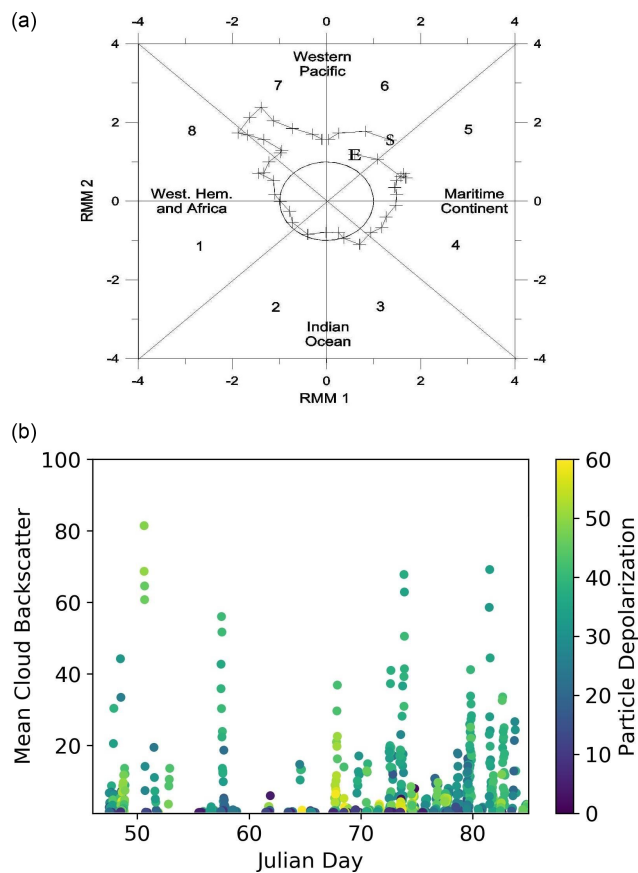 (a)
-4 -2 0 2 4
4 4
Western
Pacific
7 6
2 8 5 2
S
E
RMM 2
0 West. Hem.
and Africa
Maritime
Continent 0
1 4
-2 2 3 -2
Indian
Ocean
-4 -4
-4 -2 0 2 4
RMM 1
(b)
100
80
60
40
20
Mean Cloud Backscatter
50 60 70 80
Julian Day
60
50
40
30
20
10
0
Particle Depolarization